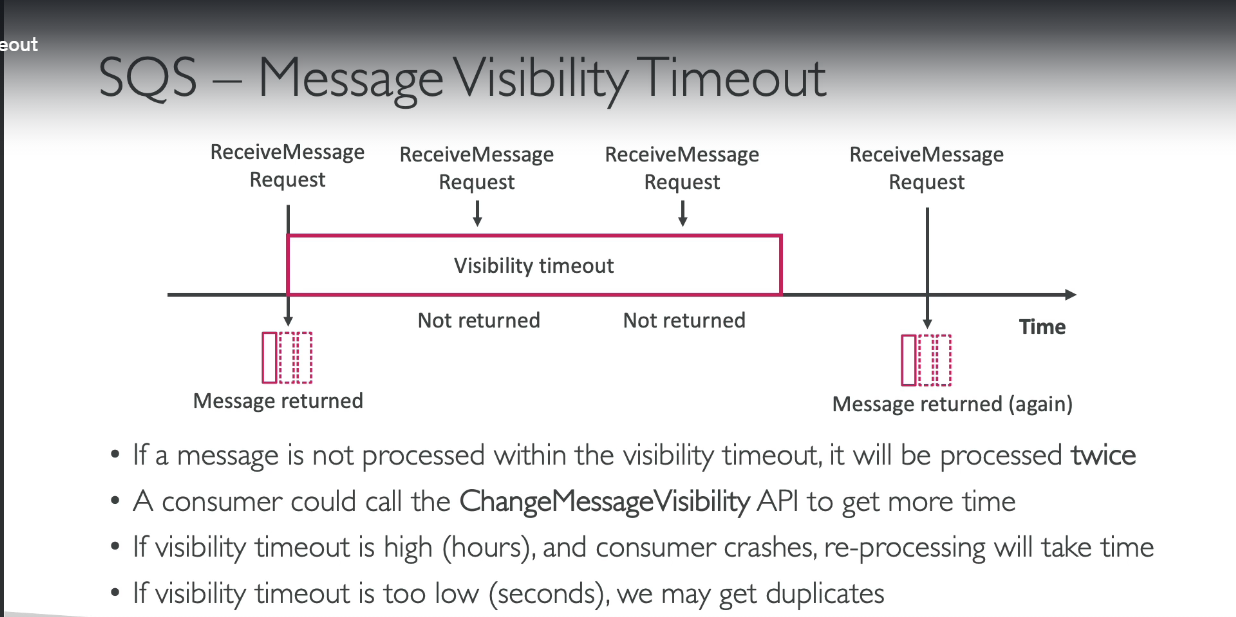 eout
SQS – Message Visibility Timeout
ReceiveMessage
Request
ReceiveMessage
Request
ReceiveMessage
Request
ReceiveMessage
Request
Visibility timeout
Not returned
Not returned
Time
Message returned
Message returned (again)
• If a message is not processed within the visibility timeout, it will be processed twice
• A consumer could call the ChangeMessageVisibility API to get more time
• If visibility timeout is high (hours), and consumer crashes, re-processing will take time
• If visibility timeout is too low (seconds), we may get duplicates